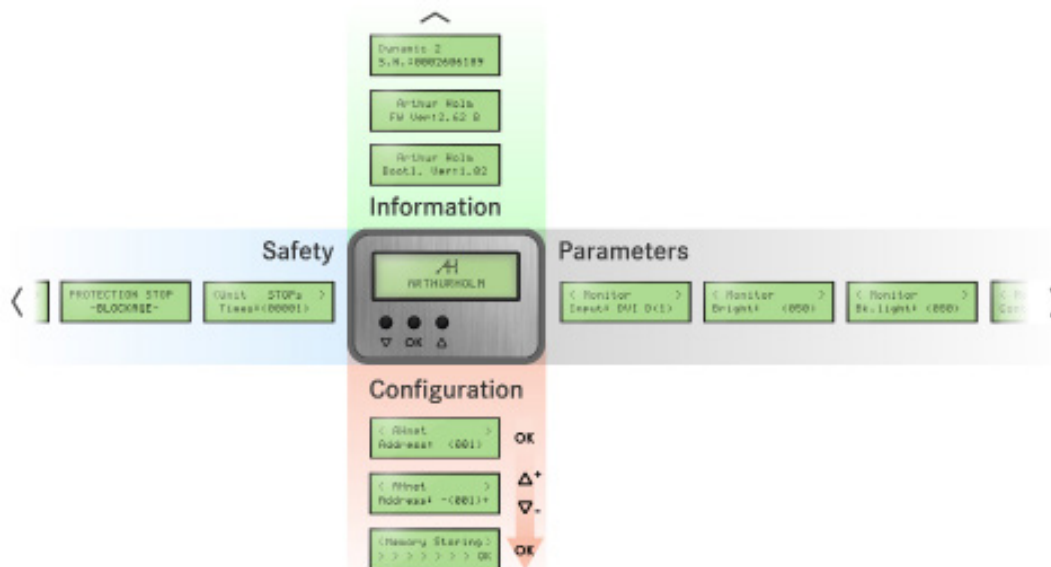 Dynamic 2
S.N.:0002606189
Arthur Holm
FW Ver:2.62 B
Arthur Holm
Bootl. Ver:1.02
Information
Safety
Parameters
PROTECTION STOP
-BLOCKAGE-
<Unit STOPs >
Times:(00001)
AH
ARTHURHOLM
OK
< Monitor >
Input: DVI D(1)
< Monitor >
Bright: (050)
< Monitor >
Bk.light: (080)
Configuration
< AHnet >
Address: (001)
OK
< AHnet >
Address: -(001)+
+
-
<Memory Storing>
> > > > > > > OK
OK